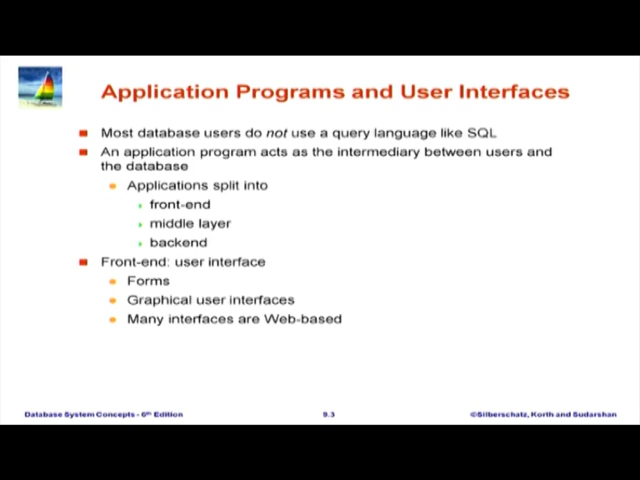 Application Programs and User Interfaces
Most database users do not use a query language like SQL
An application program acts as the intermediary between users and
the database
Applications split into
front-end
middle layer
backend
Front-end: user interface
Forms
Graphical user interfaces
Many interfaces are Web-based
Database System Concepts - 6th Edition
9.3
©Silberschatz, Korth and Sudarshan